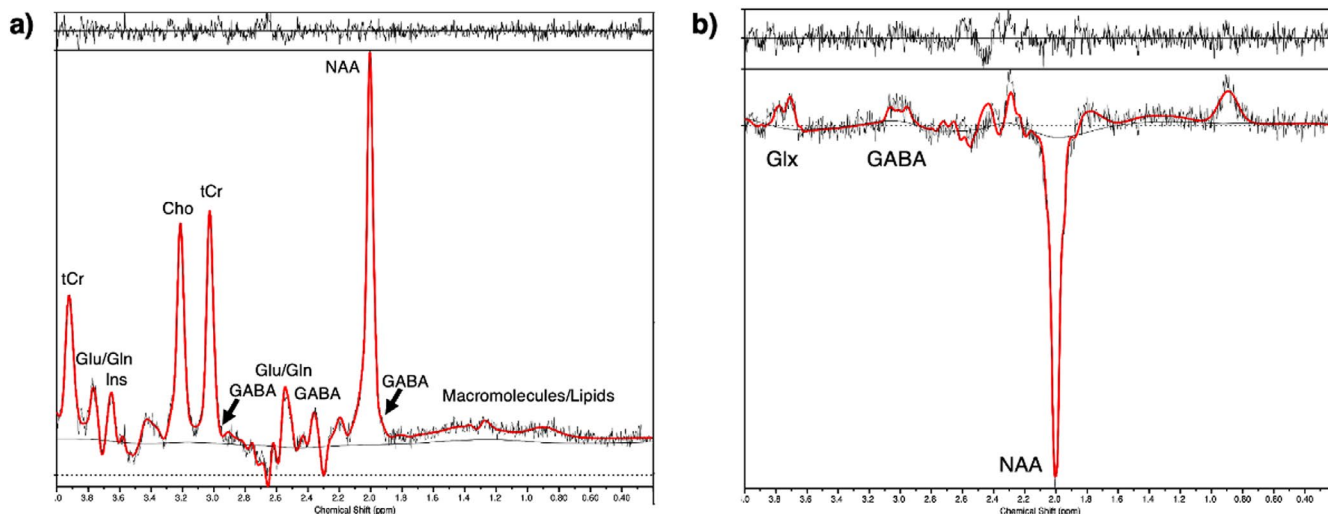 a)
NAA
tCr
Cho
tCr
Glu/Gln
Ins
GABA
Glu/Gln
GABA
GABA
Macromolecules/Lipids
.0 3.8 3.6 3.4 3.2 3.0 2.8 2.6 2.4 2.2 2.0 1.8 1.6 1.4 1.2 1.0 0.80 0.60 0.40
Chemical Shift (ppm)
b)
Glx
GABA
NAA
.0 3.8 3.6 3.4 3.2 3.0 2.8 2.6 2.4 2.2 2.0 1.8 1.6 1.4 1.2 1.0 0.80 0.60 0.40
Chemical Shift (ppm)